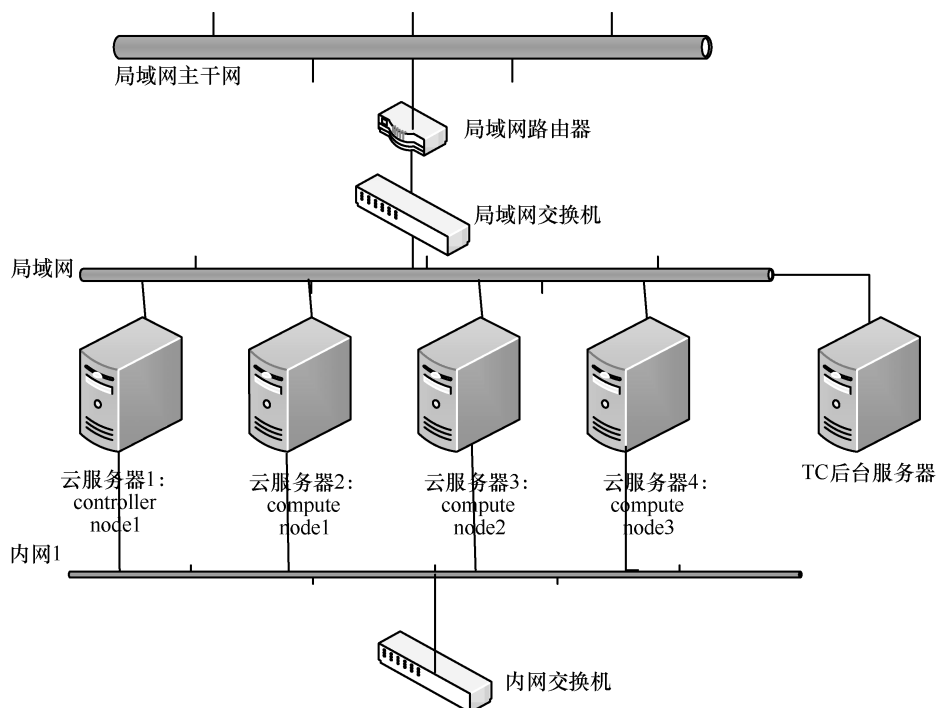 局域网主干网
局域网路由器
局域网交换机
局域网
云服务器1:
controller
node1
云服务器2:
compute
node1
云服务器3:
compute
node2
云服务器4:
compute
node3
TC后台服务器
内网1
内网交换机